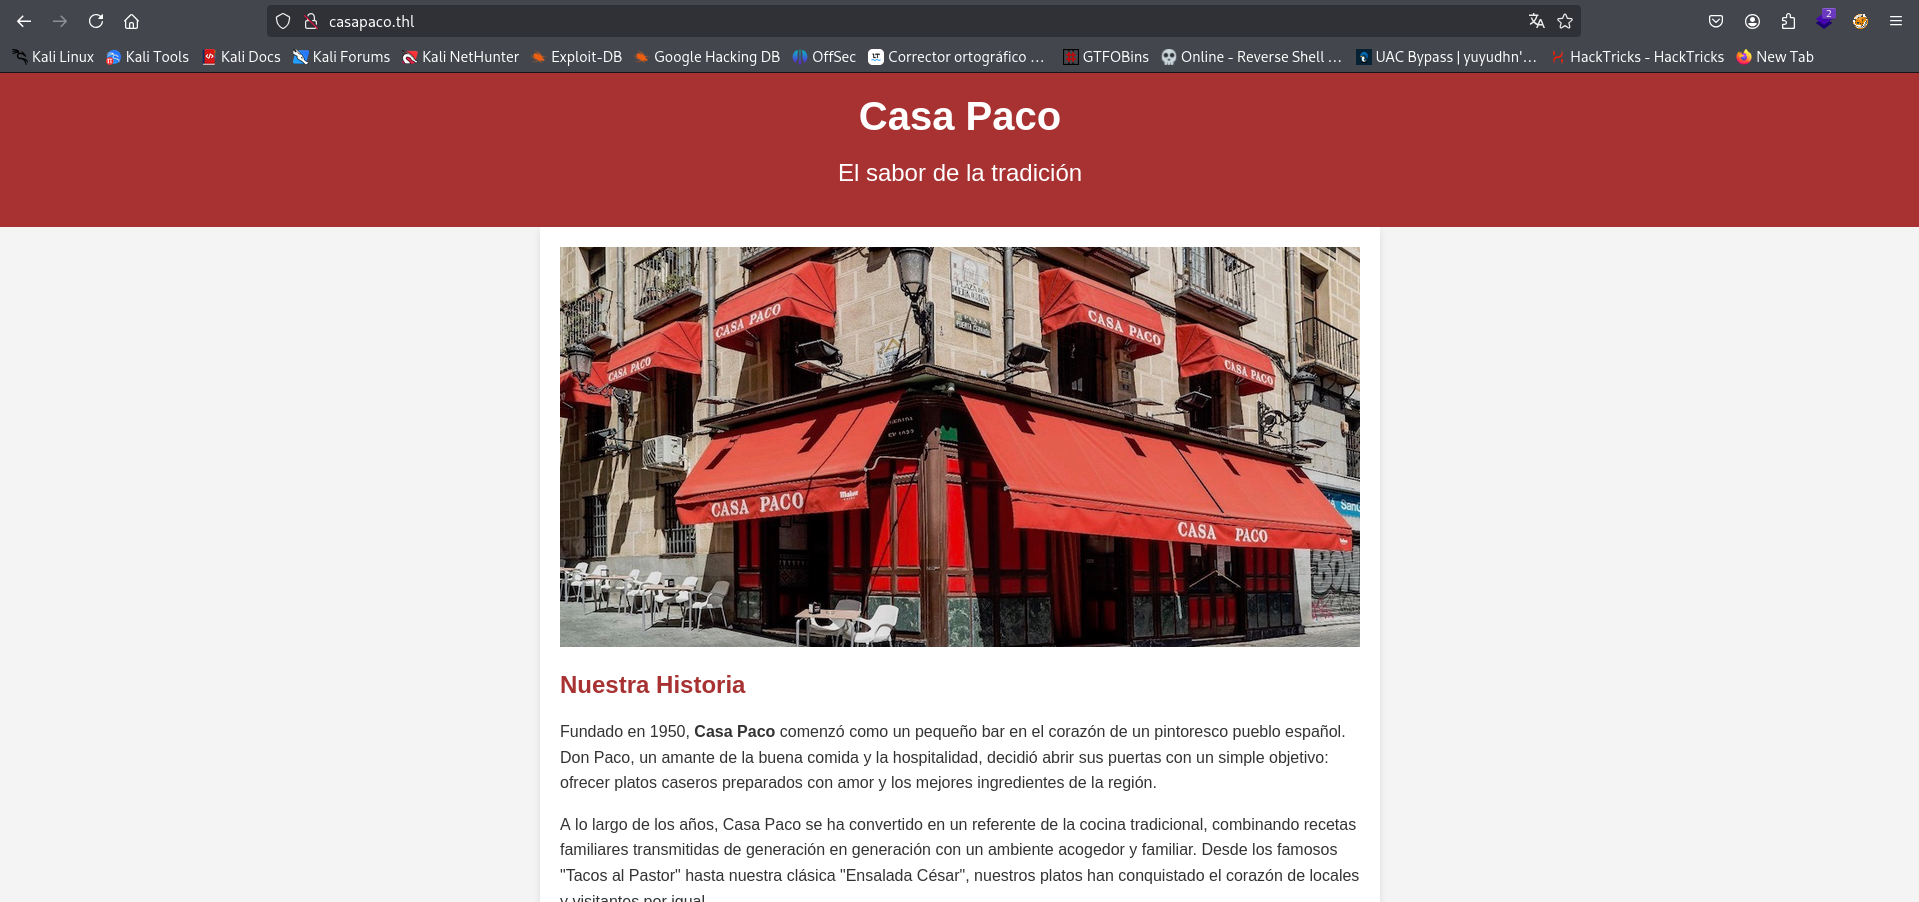 casapaco.thl
2
Kali Linux Kali Tools Kali Docs Kali Forums Kali NetHunter Exploit-DB Google Hacking DB OffSec Corrector ortográfico … GTFOBins Online - Reverse Shell … UAC Bypass | yuyudhn'… HackTricks - HackTricks New Tab
Casa Paco
El sabor de la tradición
CASA PACO
CASA PACO
CASA PACO
CASA PACO
CASA PACO
CASA PACO
Nuestra Historia
Fundado en 1950, Casa Paco comenzó como un pequeño bar en el corazón de un pintoresco pueblo español.
Don Paco, un amante de la buena comida y la hospitalidad, decidió abrir sus puertas con un simple objetivo:
ofrecer platos caseros preparados con amor y los mejores ingredientes de la región.
A lo largo de los años, Casa Paco se ha convertido en un referente de la cocina tradicional, combinando recetas
familiares transmitidas de generación en generación con un ambiente acogedor y familiar. Desde los famosos
"Tacos al Pastor" hasta nuestra clásica "Ensalada César", nuestros platos han conquistado el corazón de locales
y visitantes por igual.